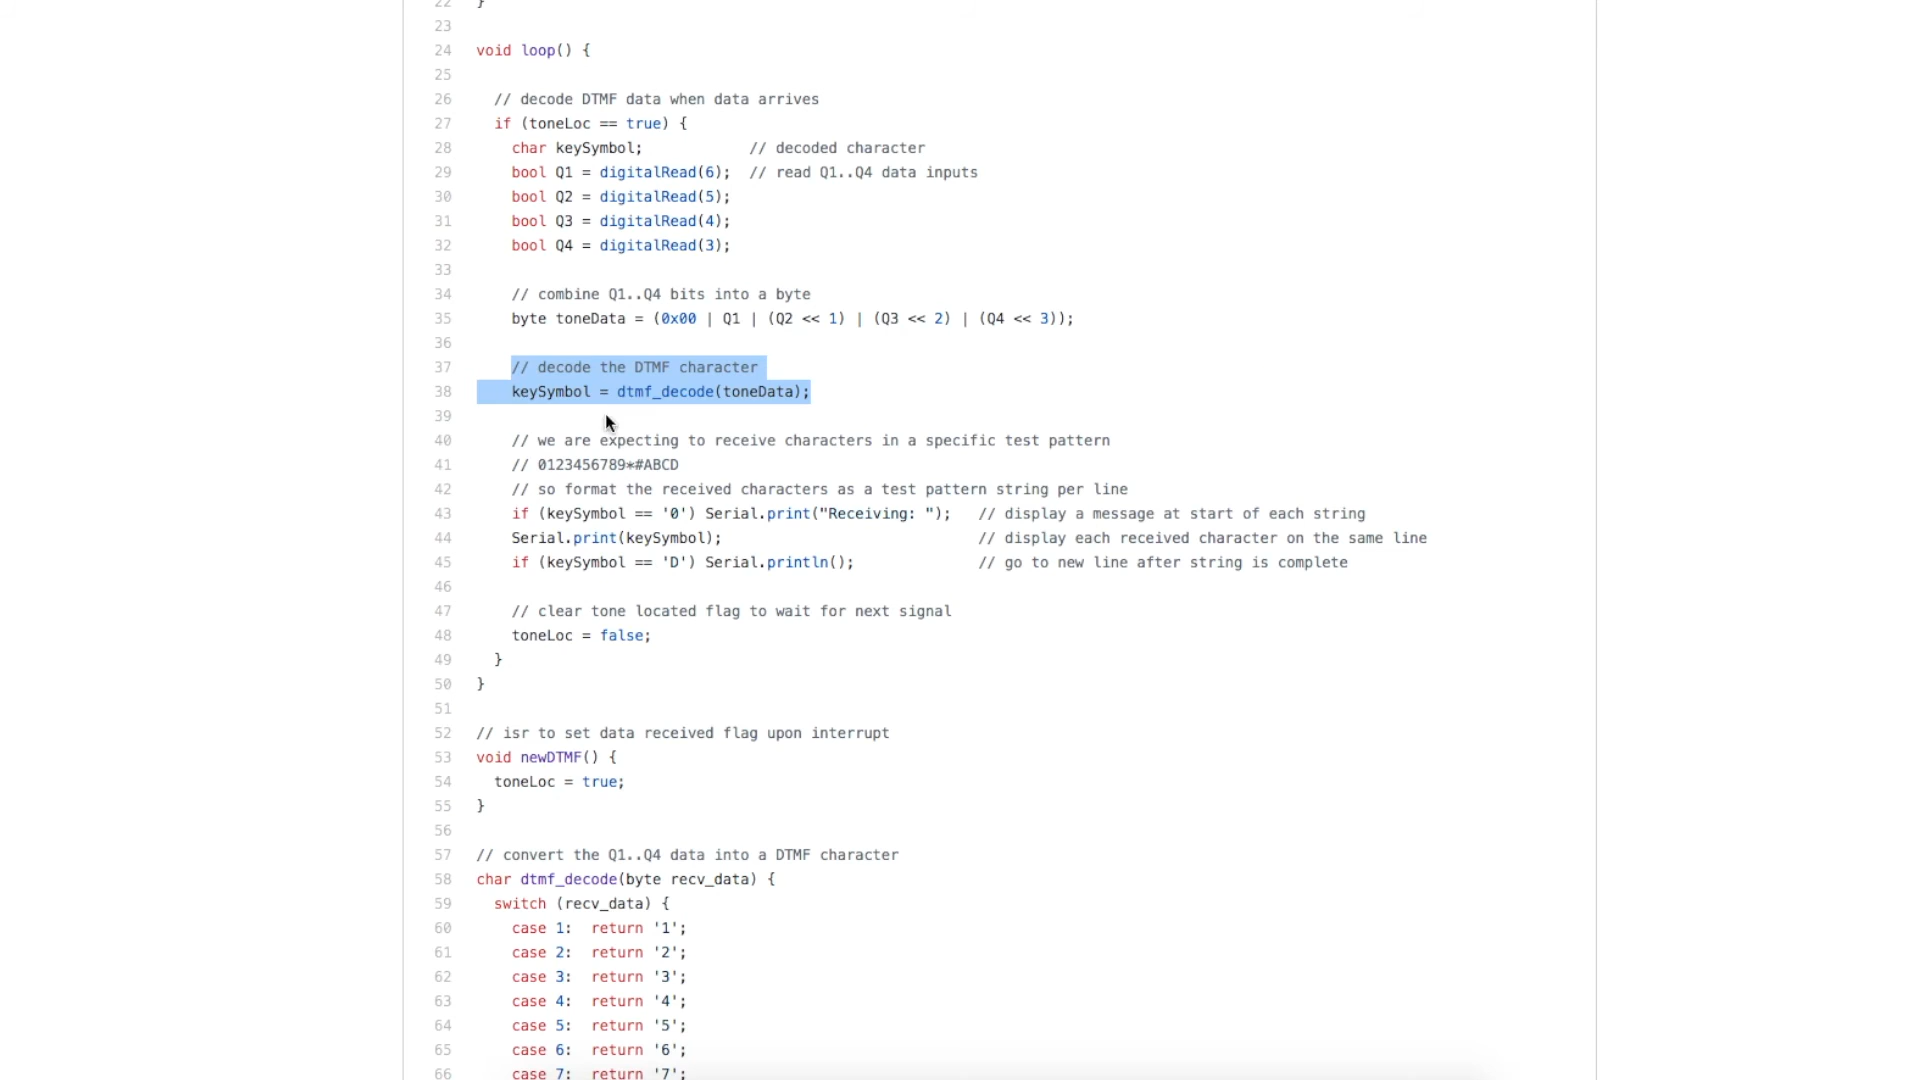 22 }
23
24 void loop() {
25
26 // decode DTMF data when data arrives
27 if (toneLoc == true) {
28 char keySymbol; // decoded character
29 bool Q1 = digitalRead(6); // read Q1..Q4 data inputs
30 bool Q2 = digitalRead(5);
31 bool Q3 = digitalRead(4);
32 bool Q4 = digitalRead(3);
33
34 // combine Q1..Q4 bits into a byte
35 byte toneData = (0x00 | Q1 | (Q2 << 1) | (Q3 << 2) | (Q4 << 3));
36
37 // decode the DTMF character
38 keySymbol = dtmf_decode(toneData);
39
40 // we are expecting to receive characters in a specific test pattern
41 // 0123456789*#ABCD
42 // so format the received characters as a test pattern string per line
43 if (keySymbol == '0') Serial.print("Receiving: "); // display a message at start of each string
44 Serial.print(keySymbol); // display each received character on the same line
45 if (keySymbol == 'D') Serial.println(); // go to new line after string is complete
46
47 // clear tone located flag to wait for next signal
48 toneLoc = false;
49 }
50 }
51
52 // isr to set data received flag upon interrupt
53 void newDTMF() {
54 toneLoc = true;
55 }
56
57 // convert the Q1..Q4 data into a DTMF character
58 char dtmf_decode(byte recv_data) {
59 switch (recv_data) {
60 case 1: return '1';
61 case 2: return '2';
62 case 3: return '3';
63 case 4: return '4';
64 case 5: return '5';
65 case 6: return '6';
66 case 7: return '7';